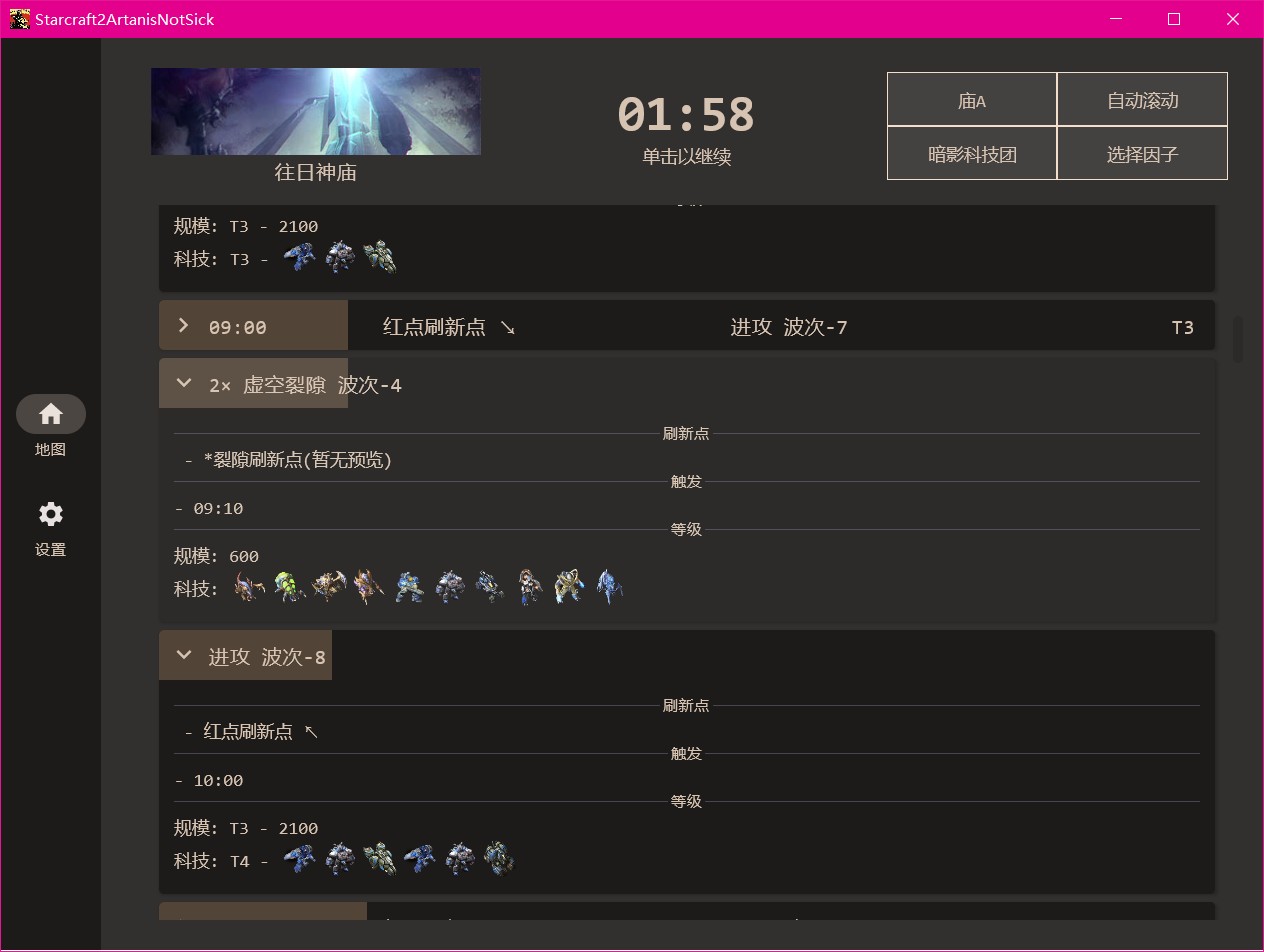 Starcraft2ArtanisNotSick
往日神庙
01:58
单击以继续
庙A
自动滚动
暗影科技团
选择因子
地图
设置
规模: T3 - 2100
科技: T3 -
09:00 红点刷新点 ↘ 进攻 波次-7 T3
2× 虚空裂隙 波次-4
刷新点
- *裂隙刷新点(暂无预览)
触发
- 09:10
等级
规模: 600
科技:
进攻 波次-8
刷新点
- 红点刷新点 ↖
触发
- 10:00
等级
规模: T3 - 2100
科技: T4 -